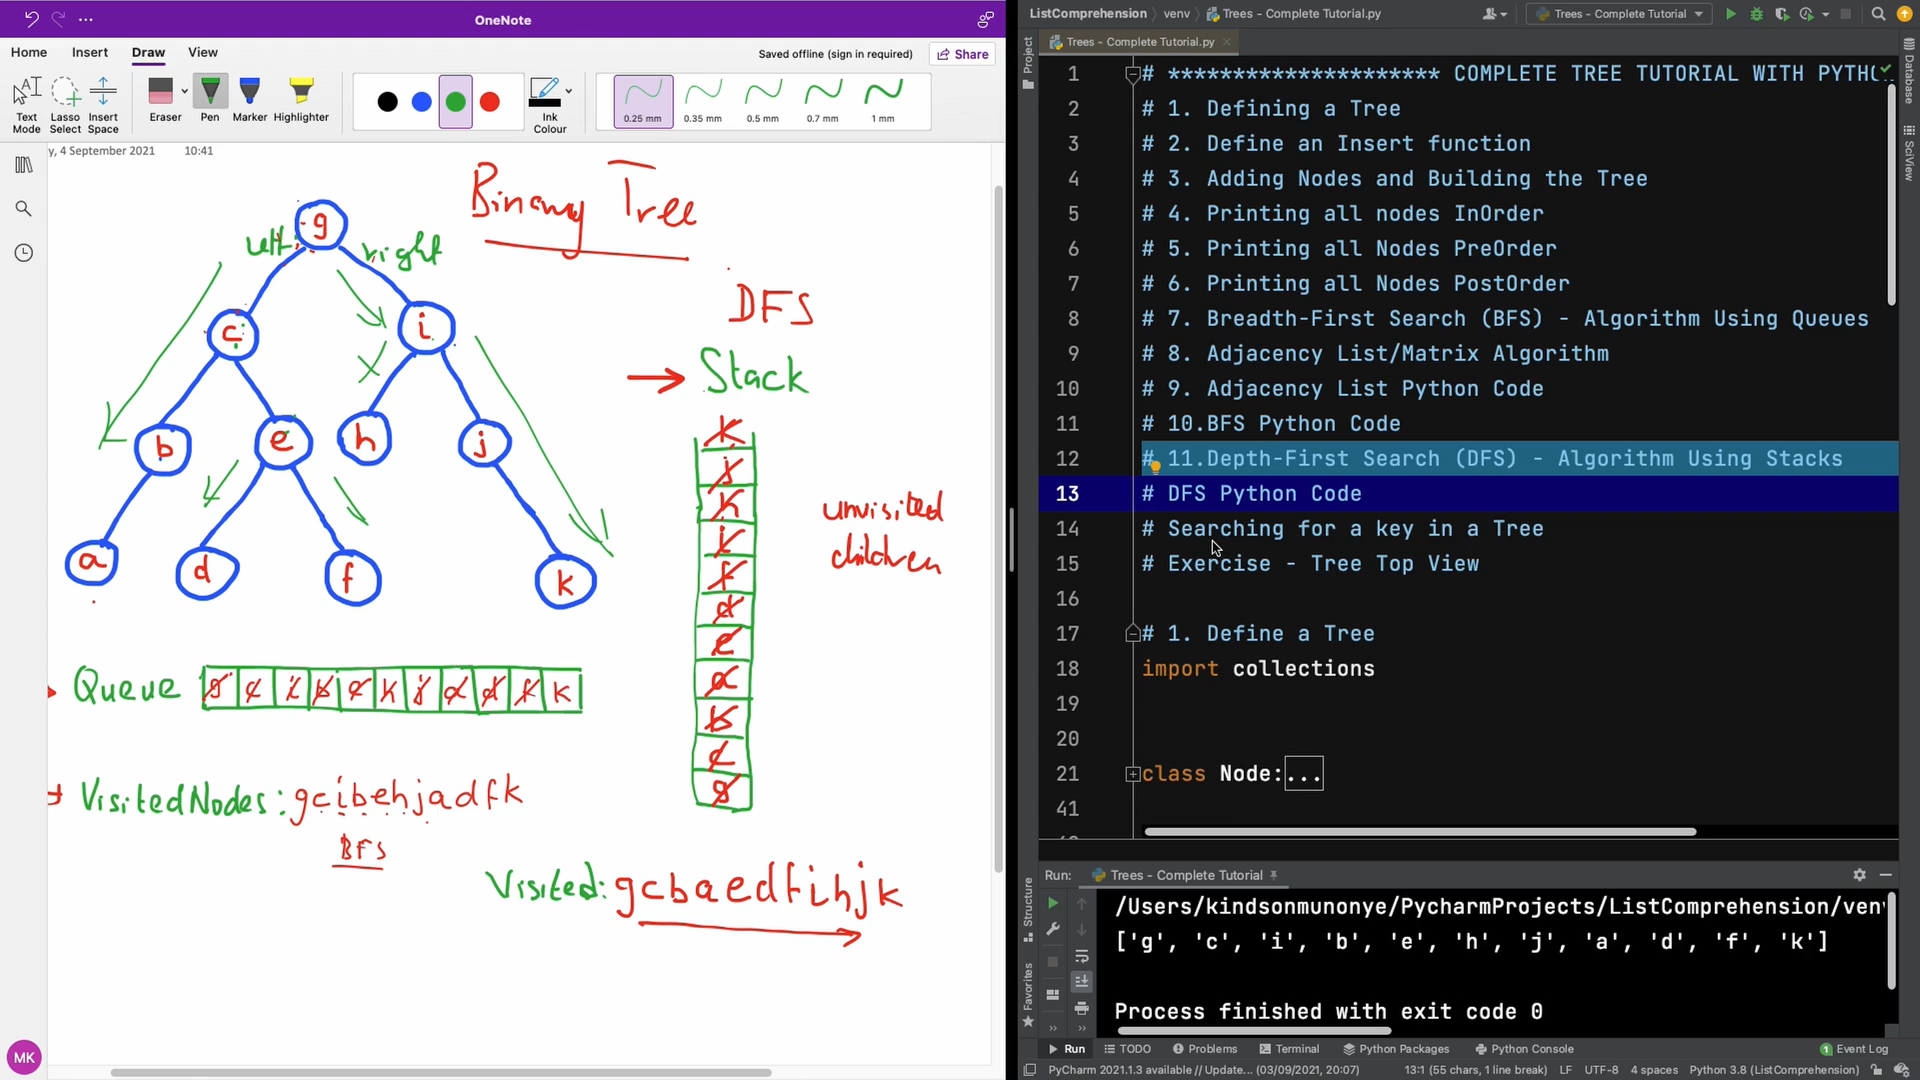 OneNote
Home Insert Draw View
Saved offline (sign in required) Share
Text Mode
Lasso Select
Insert Space
Eraser
Pen
Marker
Highlighter
Ink Colour
0.25 mm 0.35 mm 0.5 mm 0.7 mm 1 mm
y, 4 September 2021 10:41
Binary Tree
g
left right
DFS
c i
Stack
b e h j
a d f k
k
j
h
i
f
d
e
a
b
c
g
unvisited
children
Queue g c i b e h j a d f k
VisitedNodes: gcibehjadfk
BFS
Visited: gcbaedfihjk
MK
ListComprehension venv Trees - Complete Tutorial.py
Trees - Complete Tutorial
Trees - Complete Tutorial.py
Project
Structure
Favorites
Database
SciView
1 # ********************* COMPLETE TREE TUTORIAL WITH PYTHO
2 # 1. Defining a Tree
3 # 2. Define an Insert function
4 # 3. Adding Nodes and Building the Tree
5 # 4. Printing all nodes InOrder
6 # 5. Printing all Nodes PreOrder
7 # 6. Printing all Nodes PostOrder
8 # 7. Breadth-First Search (BFS) - Algorithm Using Queues
9 # 8. Adjacency List/Matrix Algorithm
10 # 9. Adjacency List Python Code
11 # 10.BFS Python Code
12 # 11.Depth-First Search (DFS) - Algorithm Using Stacks
13 # DFS Python Code
14 # Searching for a key in a Tree
15 # Exercise - Tree Top View
16
17 # 1. Define a Tree
18 import collections
19
20
21 class Node:...
41
Run: Trees - Complete Tutorial
/Users/kindsonmunonye/PycharmProjects/ListComprehension/venv
['g', 'c', 'i', 'b', 'e', 'h', 'j', 'a', 'd', 'f', 'k']
Process finished with exit code 0
Run TODO Problems Terminal Python Packages Python Console 1 Event Log
PyCharm 2021.1.3 available // Update... (03/09/2021, 20:07) 13:1 (55 chars, 1 line break) LF UTF-8 4 spaces Python 3.8 (ListComprehension)